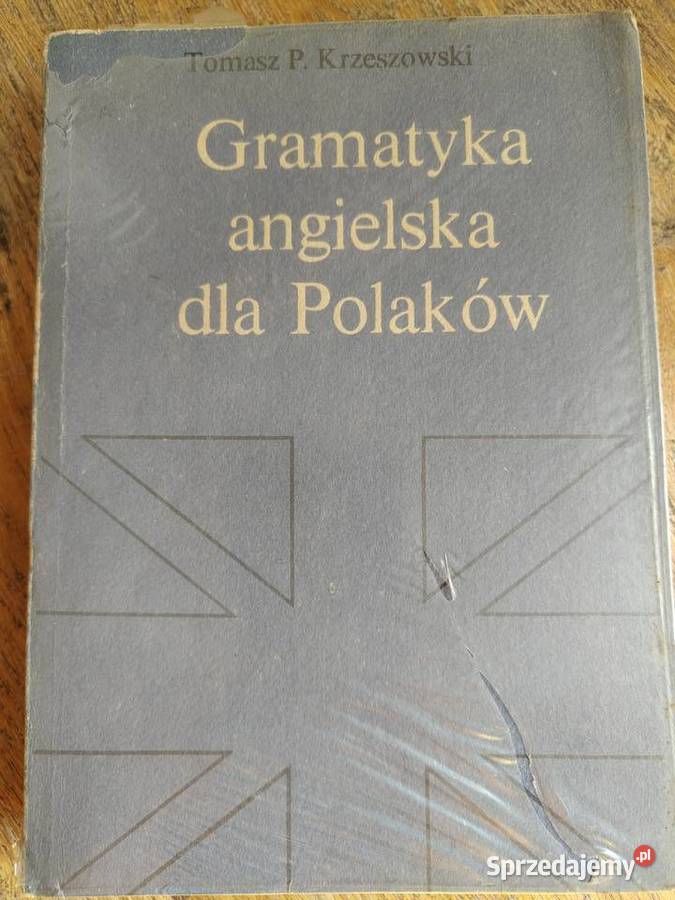 Tomasz P. Krzeszowski
Gramatyka
angielska
dla Polaków
Sprzedajemy.pl